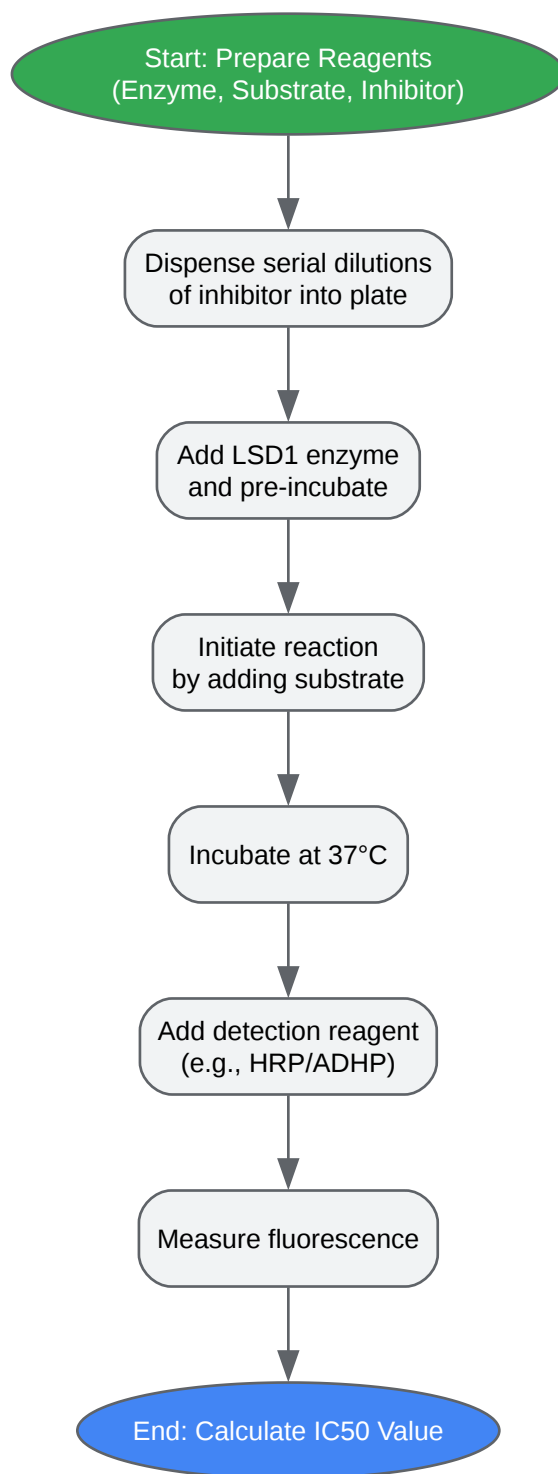 Start: Prepare Reagents
(Enzyme, Substrate, Inhibitor)
Dispense serial dilutions
of inhibitor into plate
Add LSD1 enzyme
and pre-incubate
Initiate reaction
by adding substrate
Incubate at 37°C
Add detection reagent
(e.g., HRP/ADHP)
Measure fluorescence
End: Calculate IC50 Value